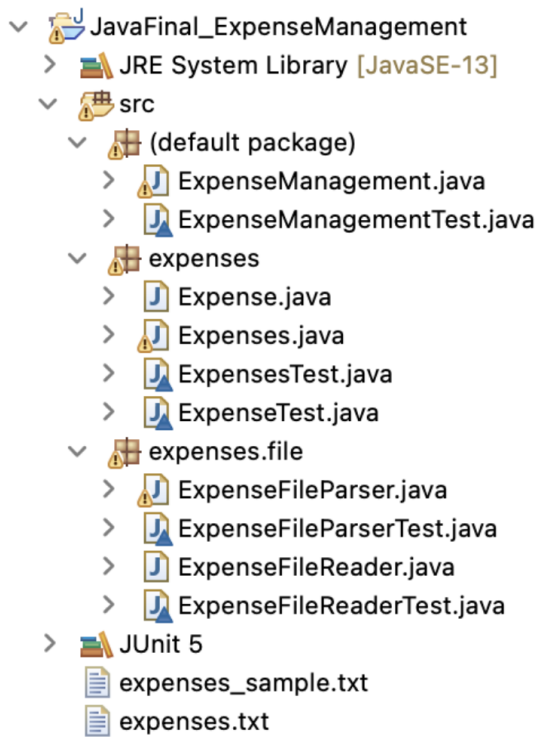 JavaFinal_ExpenseManagement
JRE System Library [JavaSE-13]
src
(default package)
ExpenseManagement.java
ExpenseManagementTest.java
expenses
Expense.java
Expenses.java
ExpensesTest.java
ExpenseTest.java
expenses.file
ExpenseFileParser.java
ExpenseFileParserTest.java
ExpenseFileReader.java
ExpenseFileReaderTest.java
JUnit 5
expenses_sample.txt
expenses.txt